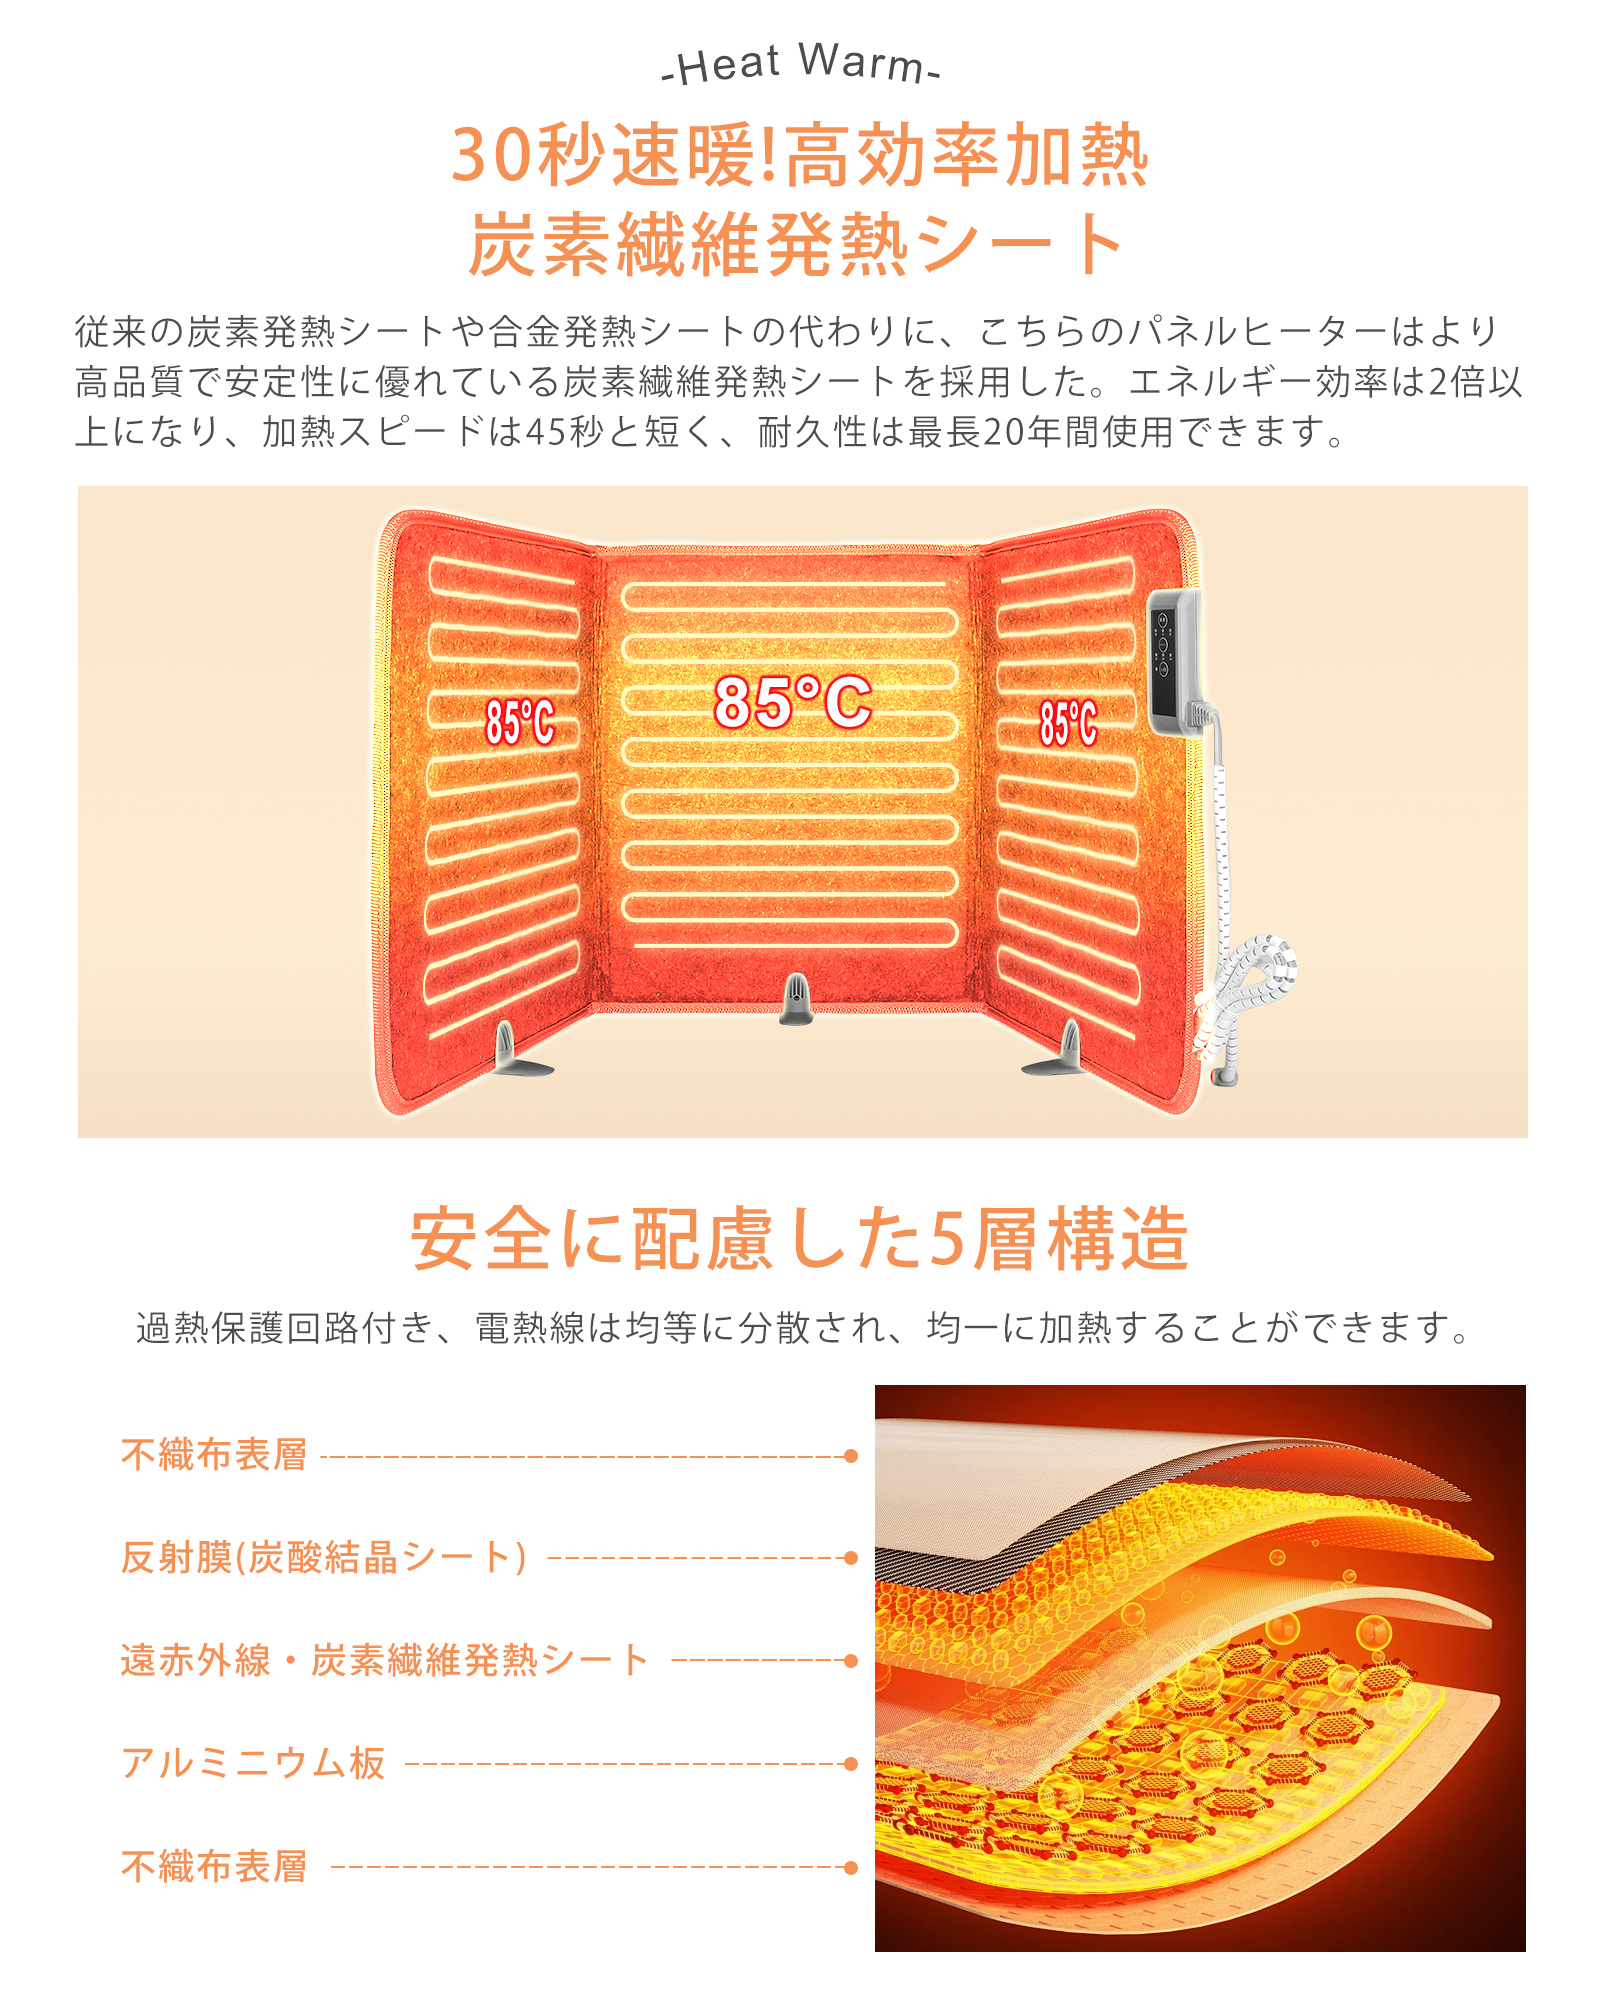 -Heat Warm-
30秒速暖!高効率加熱
炭素繊維発熱シート
従来の炭素発熱シートや合金発熱シートの代わりに、こちらのパネルヒーターはより
高品質で安定性に優れている炭素繊維発熱シートを採用した。エネルギー効率は2倍以
上になり、加熱スピードは45秒と短く、耐久性は最長20年間使用できます。
85°C
85°C
85°C
安全に配慮した5層構造
過熱保護回路付き、電熱線は均等に分散され、均一に加熱することができます。
不織布表層
反射膜(炭酸結晶シート)
遠赤外線・炭素繊維発熱シート
アルミニウム板
不織布表層